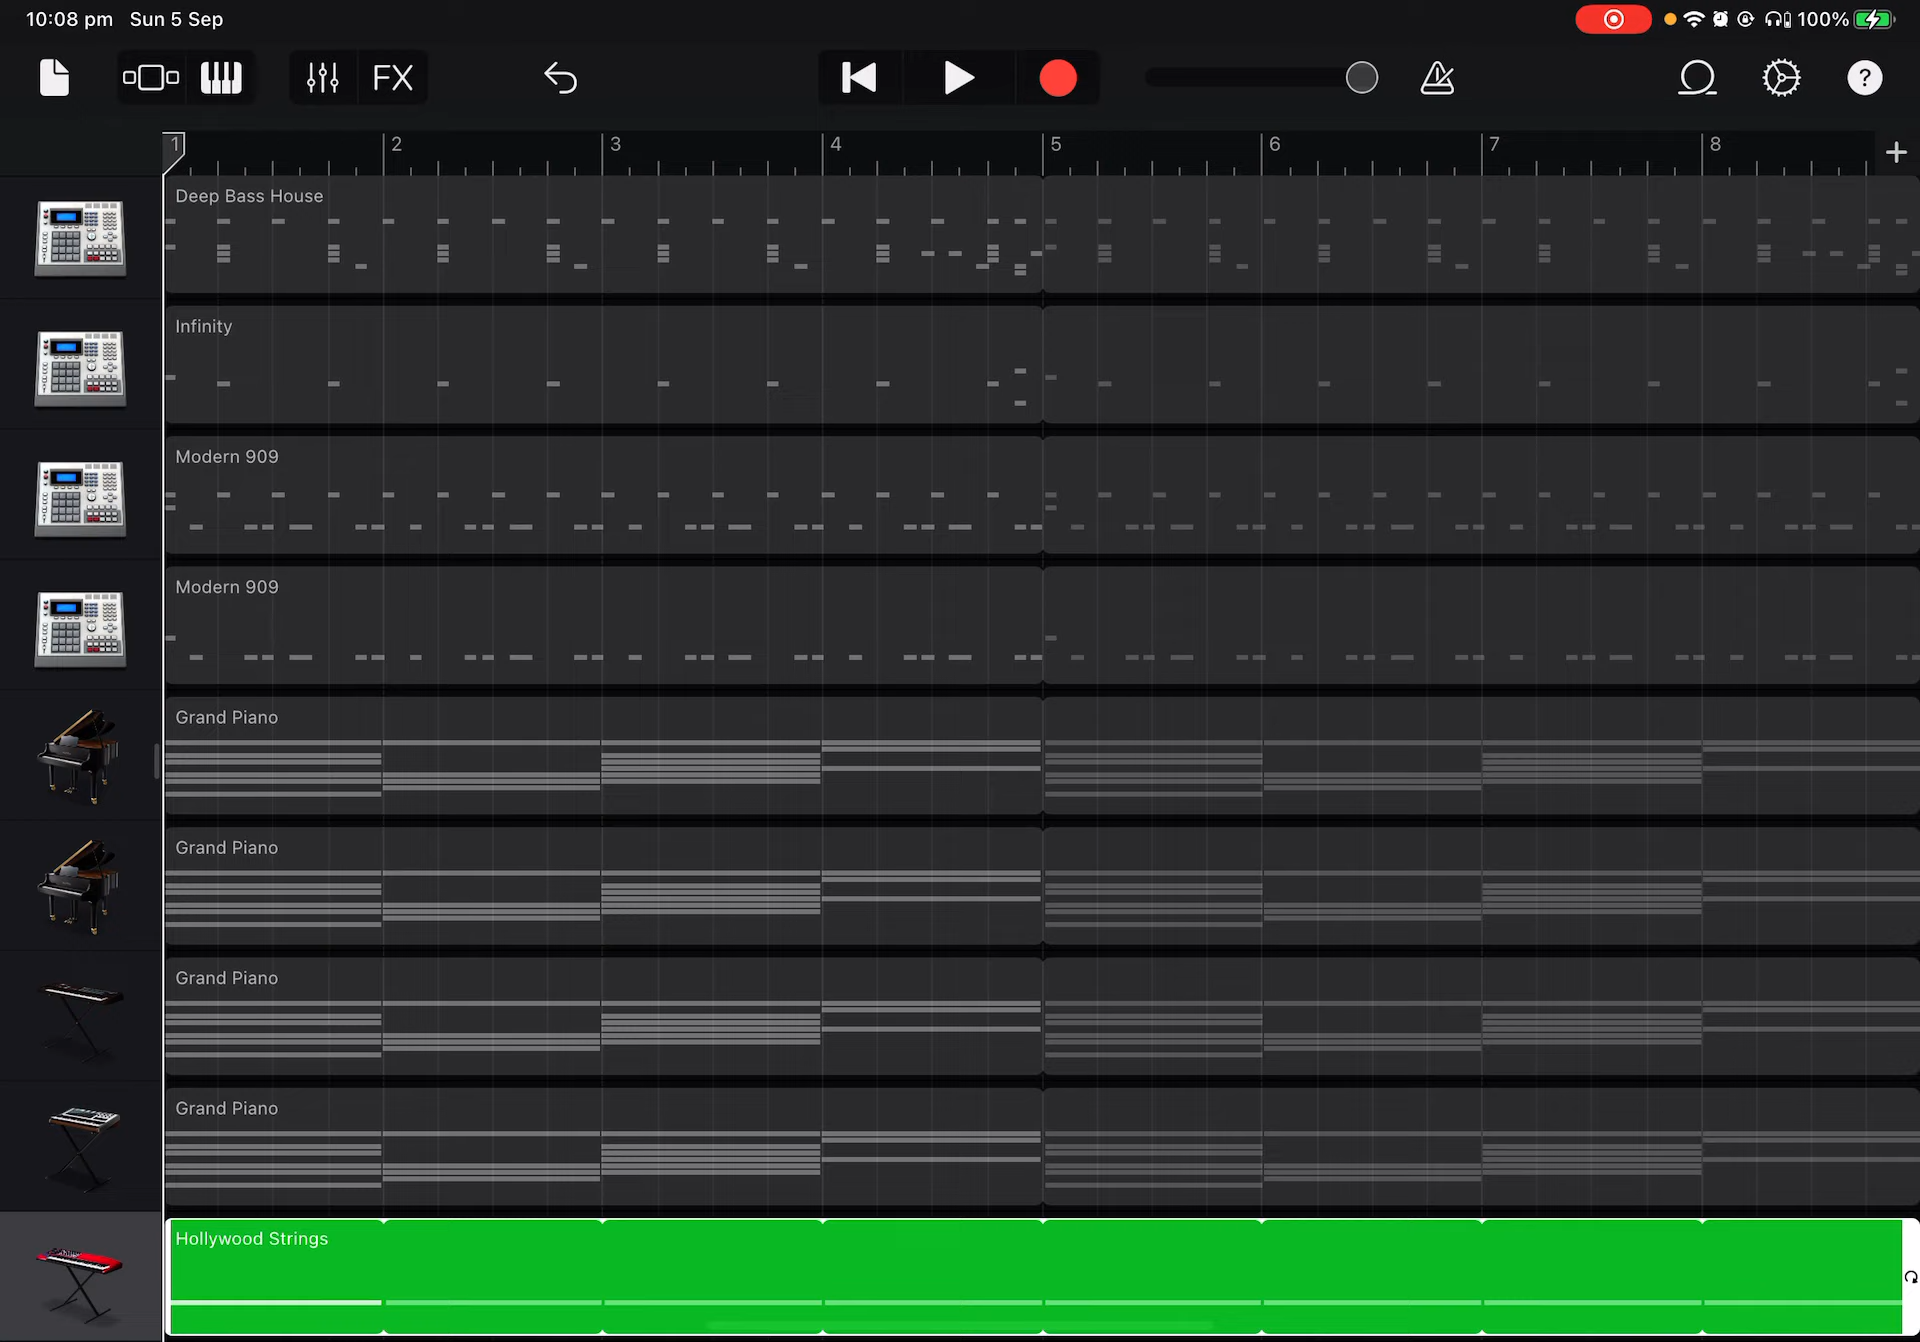 10:08 pm Sun 5 Sep
100%
FX
?
1 2 3 4 5 6 7 8 +
Deep Bass House
Infinity
Modern 909
Modern 909
Grand Piano
Grand Piano
Grand Piano
Grand Piano
Hollywood Strings